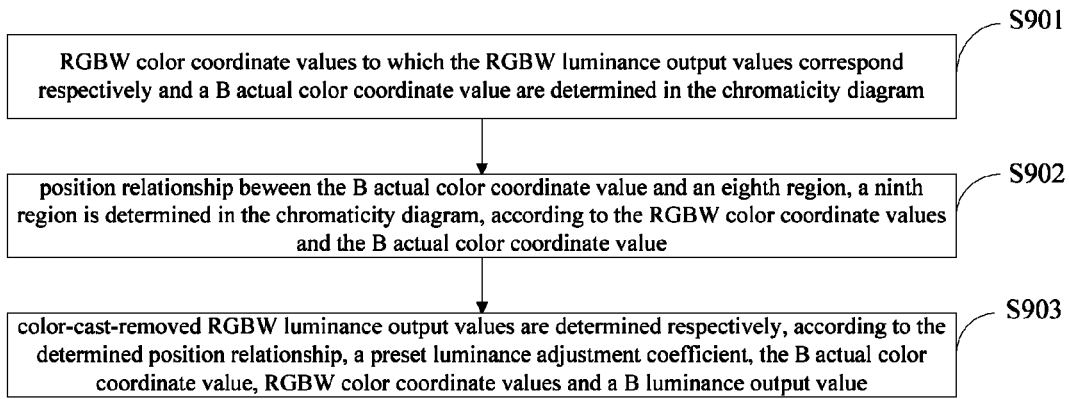 S901
RGBW color coordinate values to which the RGBW luminance output values correspond
respectively and a B actual color coordinate value are determined in the chromaticity diagram
S902
position relationship beween the B actual color coordinate value and an eighth region, a ninth
region is determined in the chromaticity diagram, according to the RGBW color coordinate values
and the B actual color coordinate value
S903
color-cast-removed RGBW luminance output values are determined respectively, according to the
determined position relationship, a preset luminance adjustment coefficient, the B actual color
coordinate value, RGBW color coordinate values and a B luminance output value